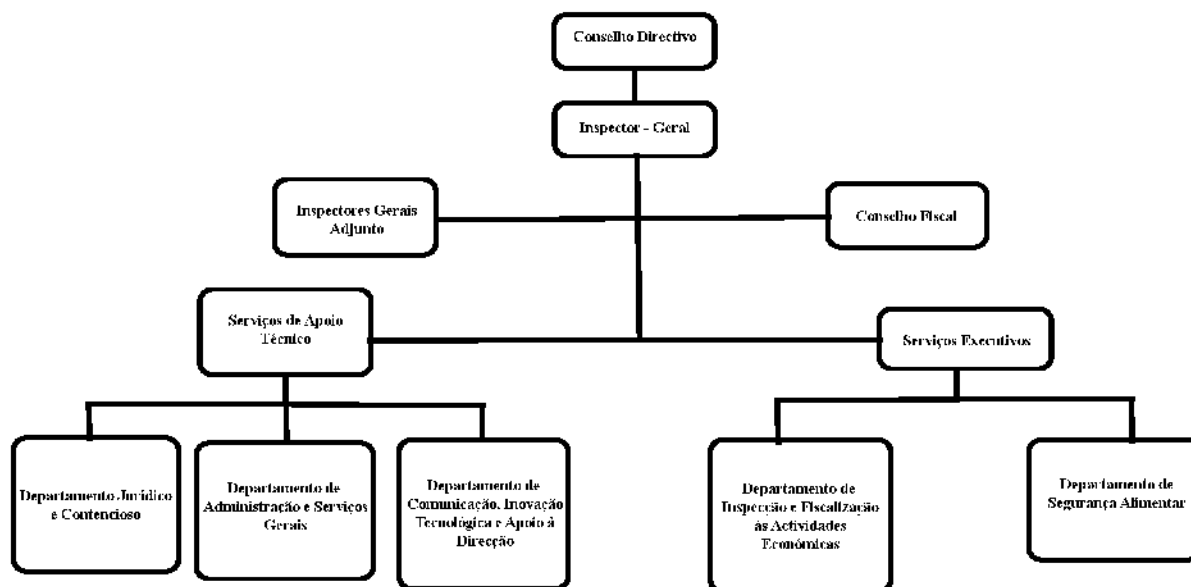 Conselho Directivo
Inspector - Geral
Inspectores Gerais
Adjunto
Conselho Fiscal
Serviços de Apoio
Técnico
Serviços Executivos
Departamento Jurídico
e Contencioso
Departamento de
Administração e Serviços
Gerais
Departamento de
Comunicação, Inovação
Tecnológica e Apoio à
Direcção
Departamento de
Inspecção e Fiscalização
às Actividades
Económicas
Departamento de
Segurança Alimentar